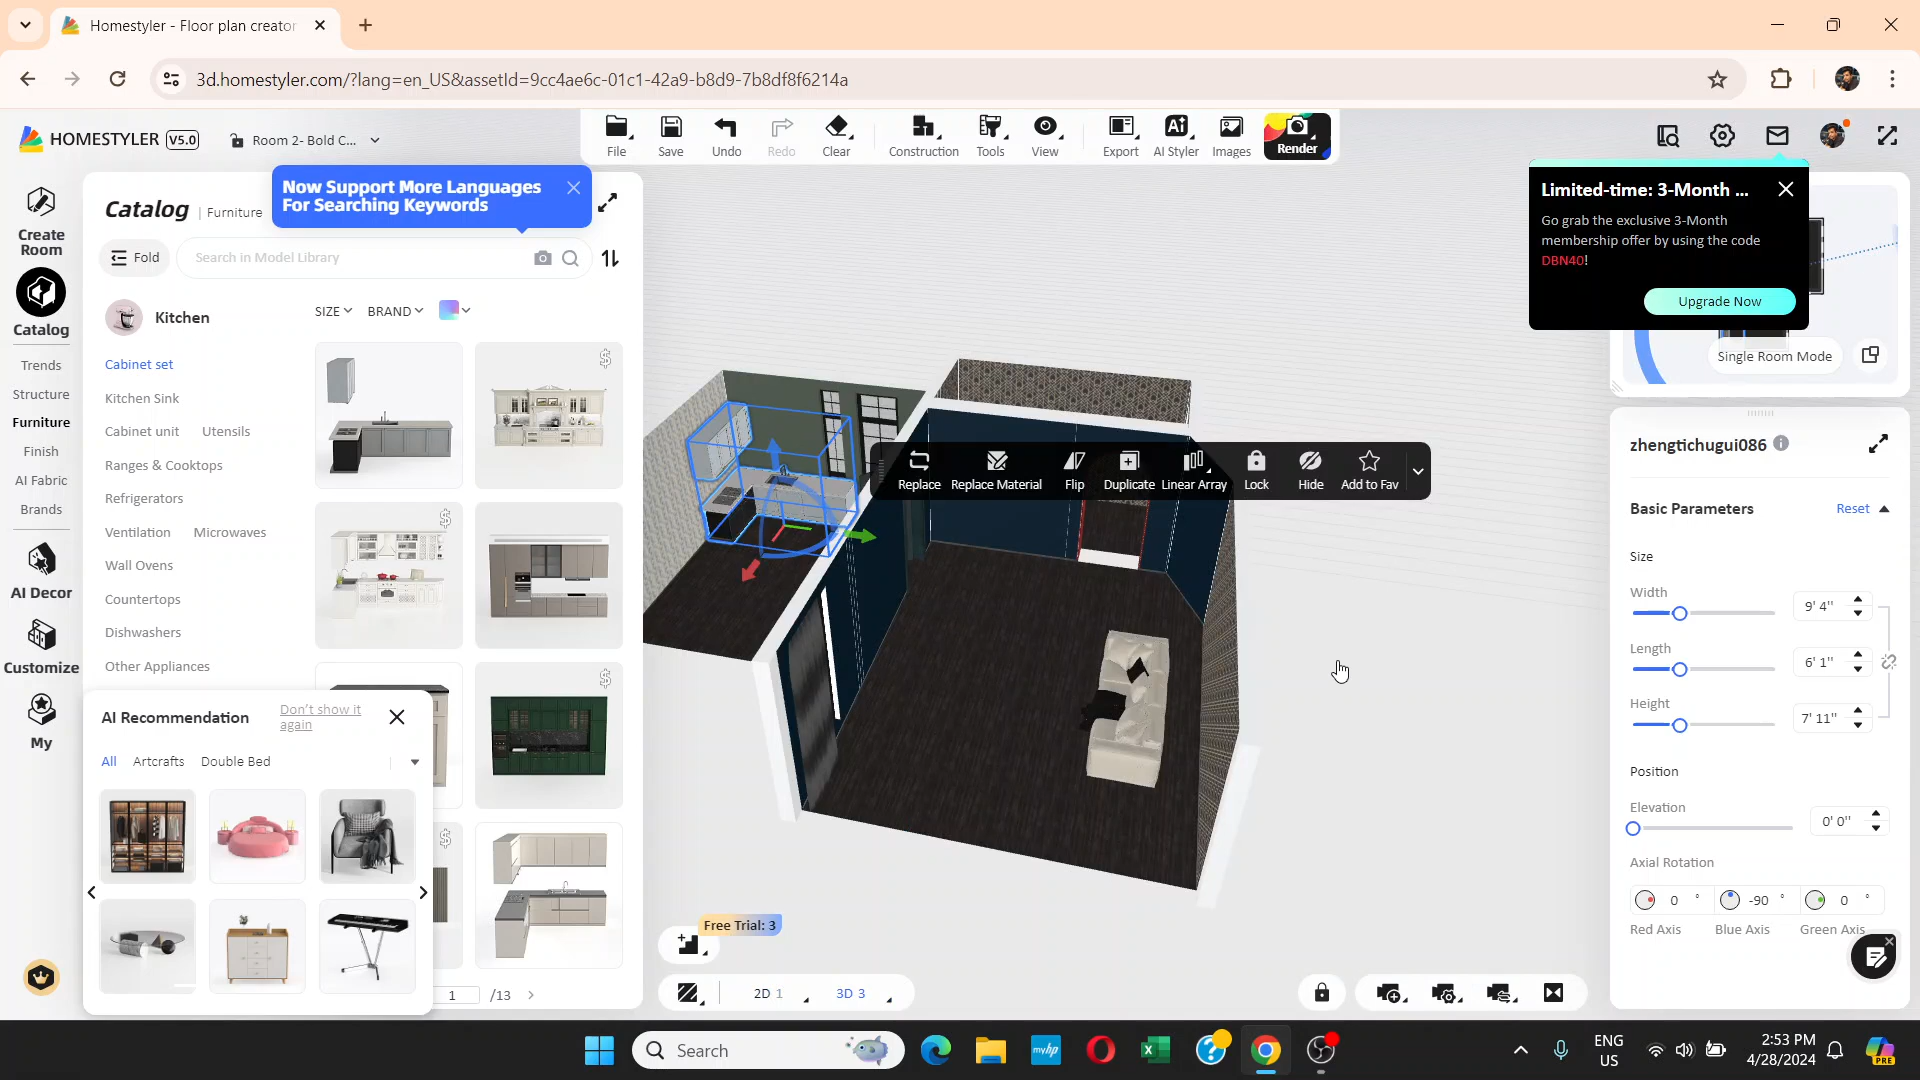 Homestyler - Floor plan creator
3d.homestyler.com/?lang=en_US&assetId=9cc4ae6c-01c1-42a9-b8d9-7b8df8f6214a
HOMESTYLER V5.0
Room 2- Bold C...
File
Save
Undo
Redo
Clear
Construction
Tools
View
Export
AI Styler
Images
Render
Create
Room
Catalog
Trends
Structure
Furniture
Finish
AI Fabric
Brands
AI Decor
Customize
My
Catalog | Furniture
Now Support More Languages
For Searching Keywords
Fold
Search in Model Library
Kitchen
SIZE
BRAND
Cabinet set
Kitchen Sink
Cabinet unit Utensils
Ranges & Cooktops
Refrigerators
Ventilation Microwaves
Wall Ovens
Countertops
Dishwashers
Other Appliances
$
$
$
$
AI Recommendation
Don't show it
again
All Artcrafts Double Bed
1 /13
Replace
Replace Material
Flip
Duplicate
Linear Array
Lock
Hide
Add to Fav
Free Trial: 3
2D 1
3D 3
Limited-time: 3-Month ...
Go grab the exclusive 3-Month
membership offer by using the code
DBN40!
Upgrade Now
Single Room Mode
zhengtichugui086
Basic Parameters
Reset
Size
Width
9' 4"
Length
6' 1"
Height
7' 11"
Position
Elevation
0' 0"
Axial Rotation
0 °
-90 °
0 °
Red Axis
Blue Axis
Green Axis
Search
myhp
ENG
US
2:53 PM
4/28/2024
PRE